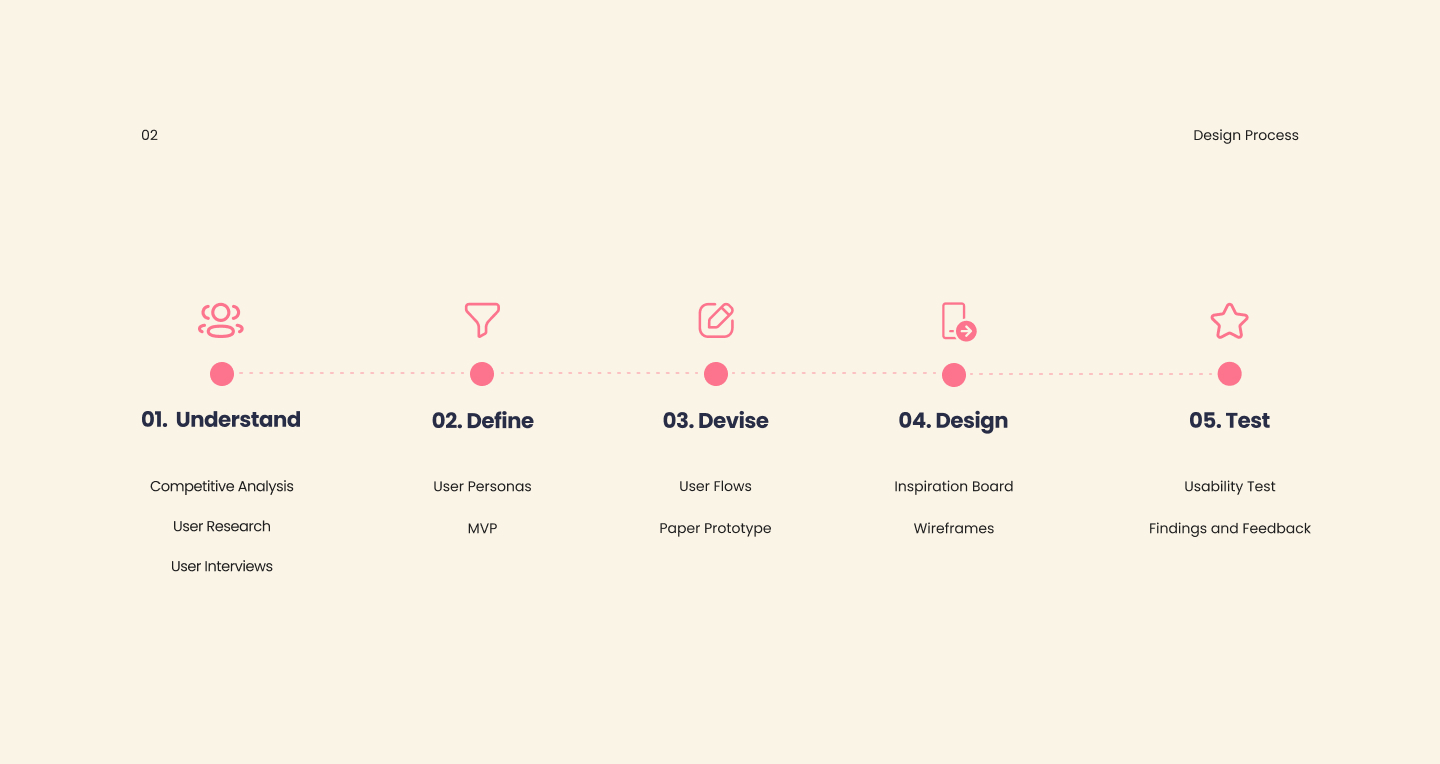 02
Design Process
01. Understand
02. Define
03. Devise
04. Design
05. Test
Competitive Analysis
User Personas
User Flows
Inspiration Board
Usability Test
User Research
MVP
Paper Prototype
Wireframes
Findings and Feedback
User Interviews